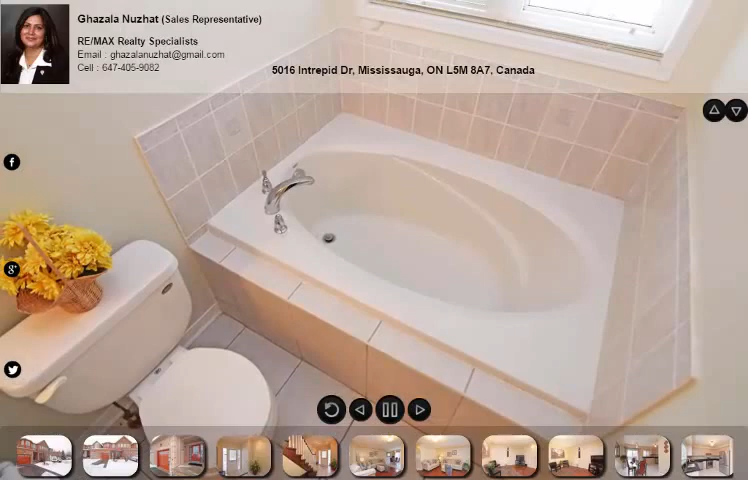 Ghazala Nuzhat (Sales Representative)
RE/MAX Realty Specialists
Email : ghazalanuzhat@gmail.com
Cell : 647-405-9082
5016 Intrepid Dr, Mississauga, ON L5M 8A7, Canada